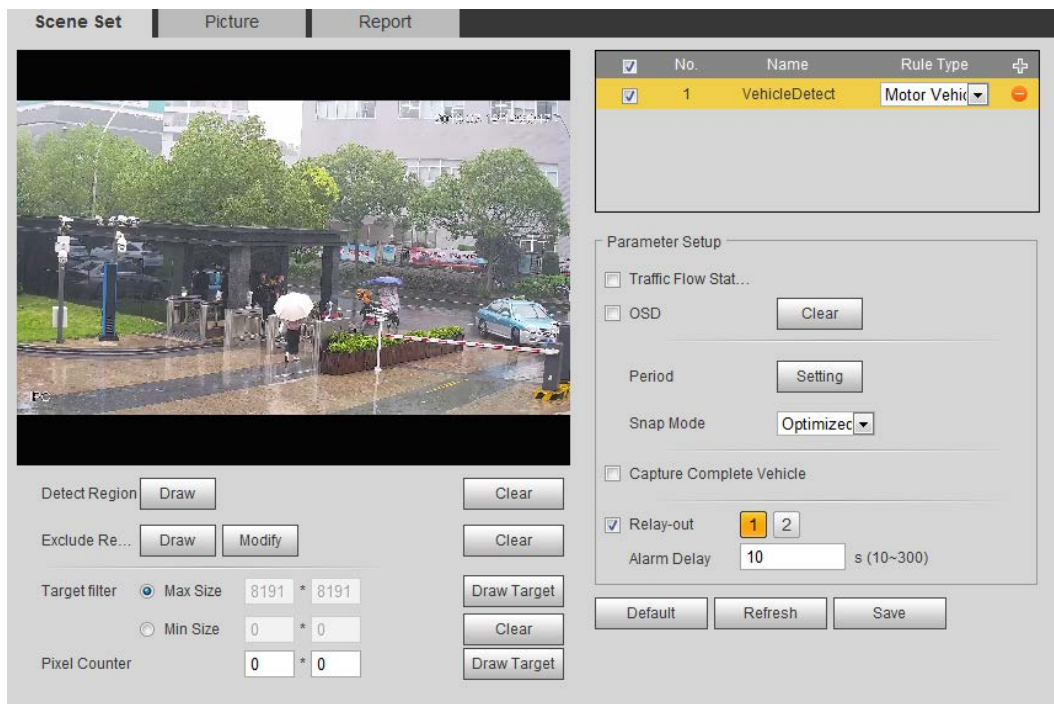 Scene Set Picture Report
No. Name Rule Type
1 VehicleDetect Motor Vehic
Parameter Setup
Traffic Flow Stat...
OSD Clear
Period Setting
Snap Mode Optimized
Capture Complete Vehicle
Relay-out 1 2
Alarm Delay 10 s (10~300)
Default Refresh Save
Detect Region Draw Clear
Exclude Re... Draw Modify Clear
Target filter Max Size 8191 * 8191 Draw Target
Min Size 0 * 0 Clear
Pixel Counter 0 * 0 Draw Target